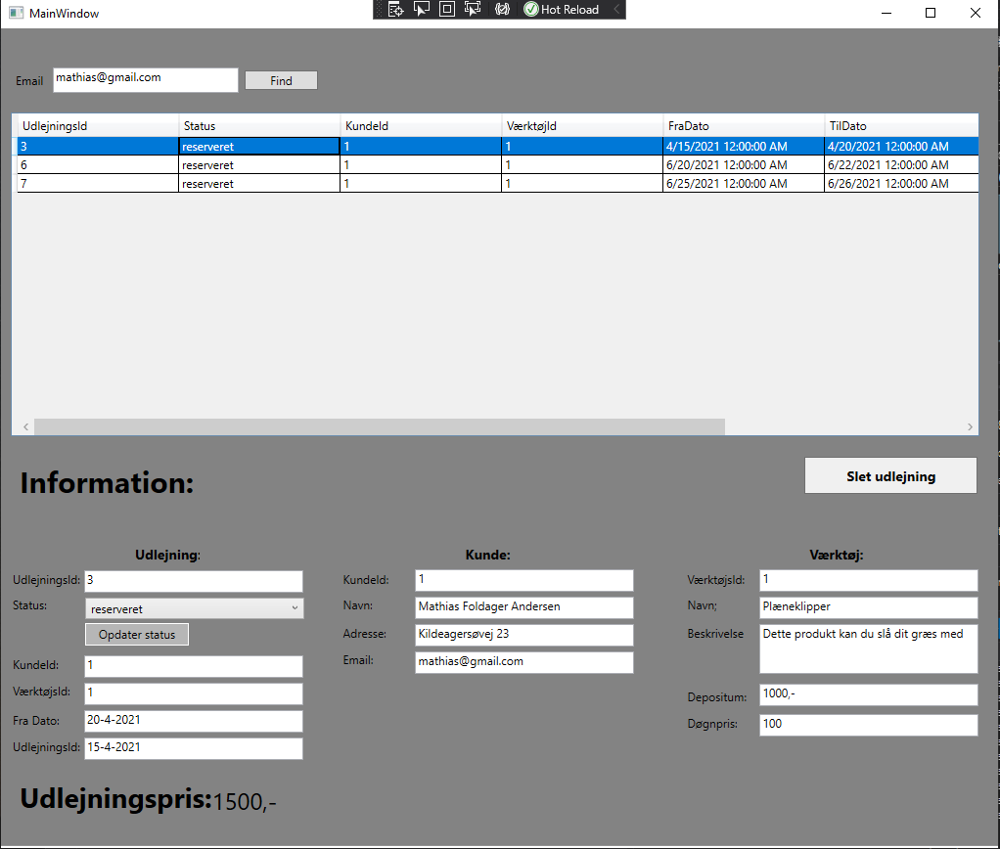 MainWindow
Hot Reload
Email mathias@gmail.com Find
UdlejningsId Status KundeId VærktøjId FraDato TilDato
3 reserveret 1 1 4/15/2021 12:00:00 AM 4/20/2021 12:00:00 AM
6 reserveret 1 1 6/20/2021 12:00:00 AM 6/22/2021 12:00:00 AM
7 reserveret 1 1 6/25/2021 12:00:00 AM 6/26/2021 12:00:00 AM
Information:
Slet udlejning
Udlejning:
UdlejningsId: 3
Status: reserveret
Opdater status
KundeId: 1
VærktøjsId: 1
Fra Dato: 20-4-2021
UdlejningsId: 15-4-2021
Kunde:
KundeId: 1
Navn: Mathias Foldager Andersen
Adresse: Kildeagersøvej 23
Email: mathias@gmail.com
Værktøj:
VærktøjsId: 1
Navn; Plæneklipper
Beskrivelse Dette produkt kan du slå dit græs med
Depositum: 1000,-
Døgnpris: 100
Udlejningspris: 1500,-